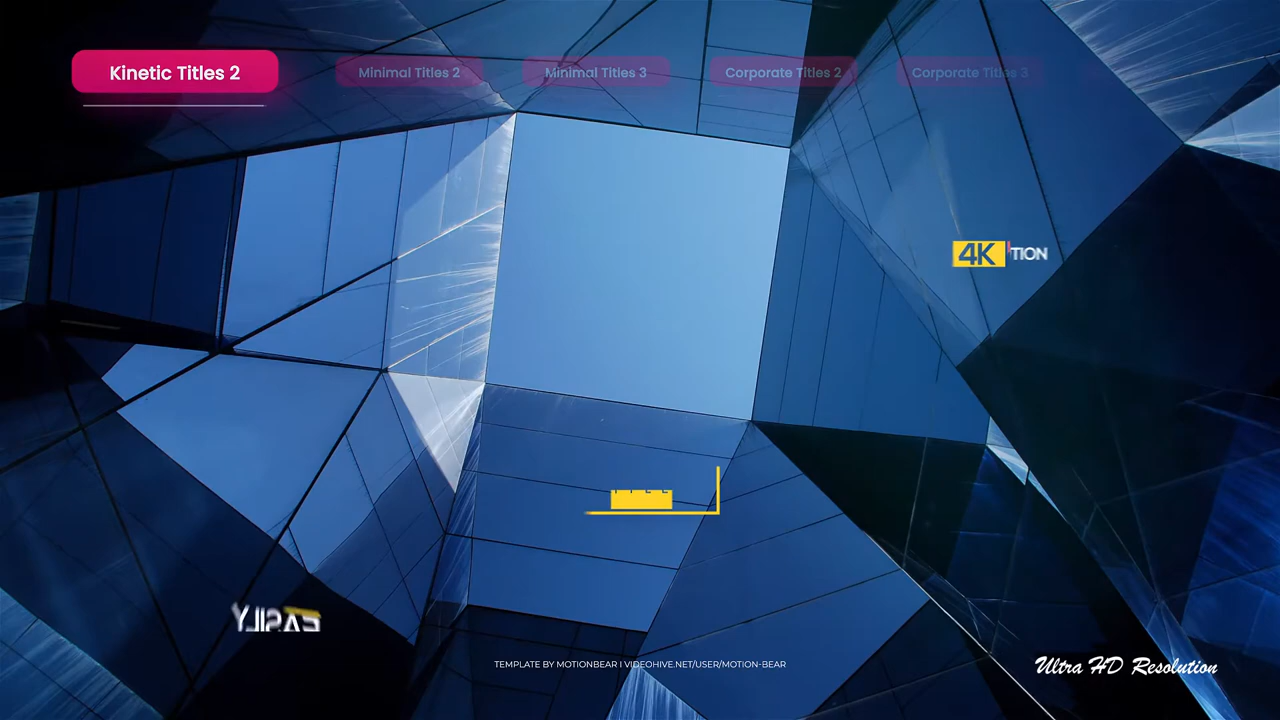 Kinetic Titles 2
Minimal Titles 2
Minimal Titles 3
Corporate Titles 2
Corporate Titles 3
4K
TION
TEMPLATE BY MOTIONBEAR | VIDEOHIVE.NET/USER/MOTION-BEAR
Ultra HD Resolution